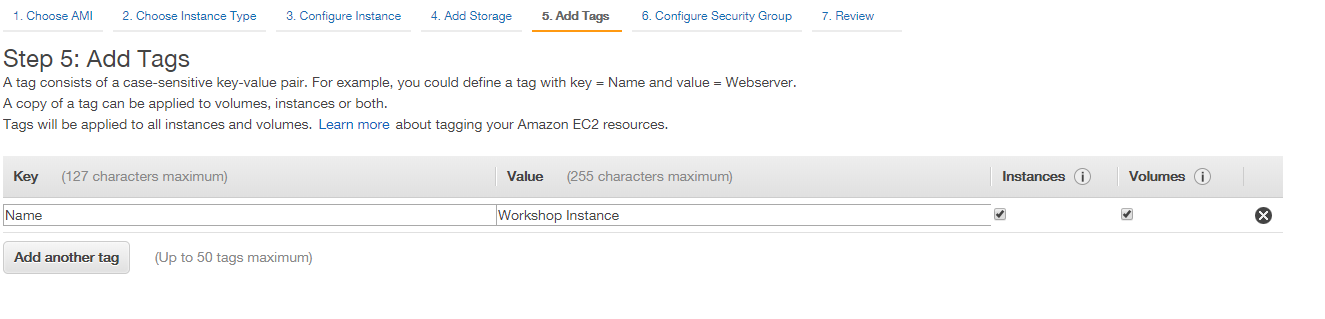 1. Choose AMI 2. Choose Instance Type 3. Configure Instance 4. Add Storage 5. Add Tags 6. Configure Security Group 7. Review
Step 5: Add Tags
A tag consists of a case-sensitive key-value pair. For example, you could define a tag with key = Name and value = Webserver.
A copy of a tag can be applied to volumes, instances or both.
Tags will be applied to all instances and volumes. Learn more about tagging your Amazon EC2 resources.
Key (127 characters maximum) Value (255 characters maximum) Instances i Volumes i
Name Workshop Instance
Add another tag (Up to 50 tags maximum)